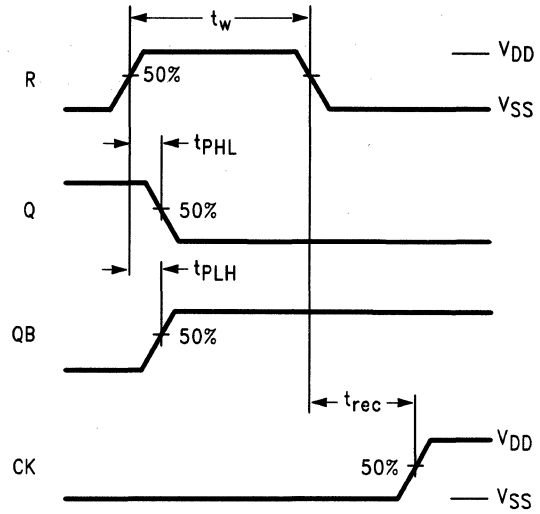 tw
VDD
R
50%
VSS
tPHL
Q
50%
tPLH
QB
50%
trec
VDD
CK
50%
VSS